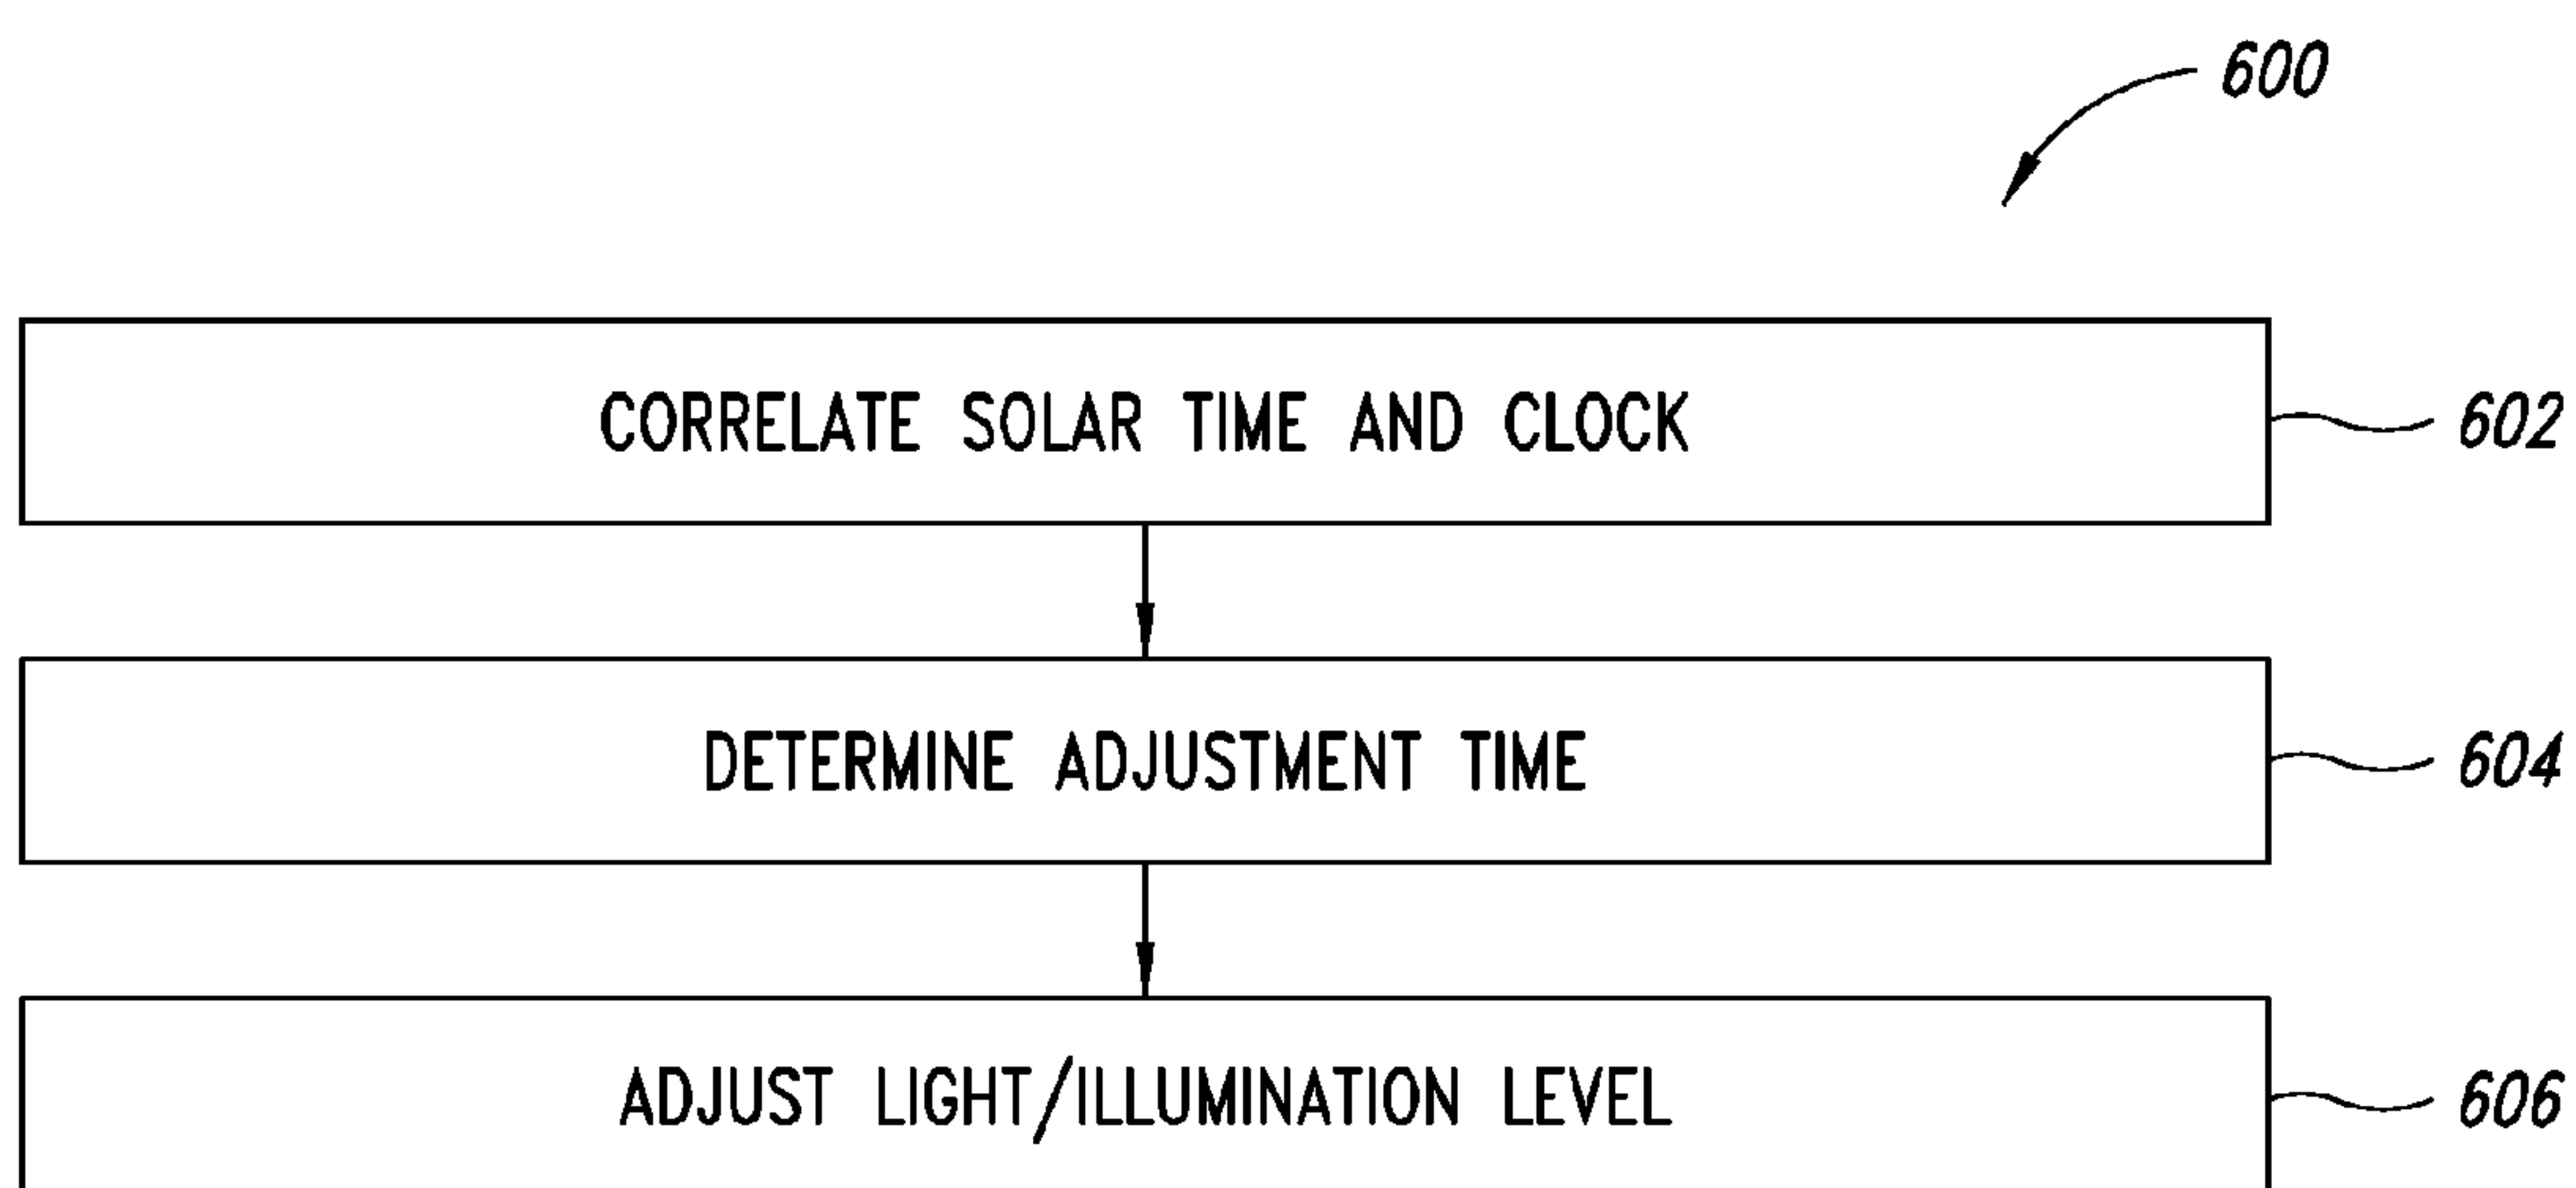 600
CORRELATE SOLAR TIME AND CLOCK
602
DETERMINE ADJUSTMENT TIME
604
ADJUST LIGHT/ILLUMINATION LEVEL
606